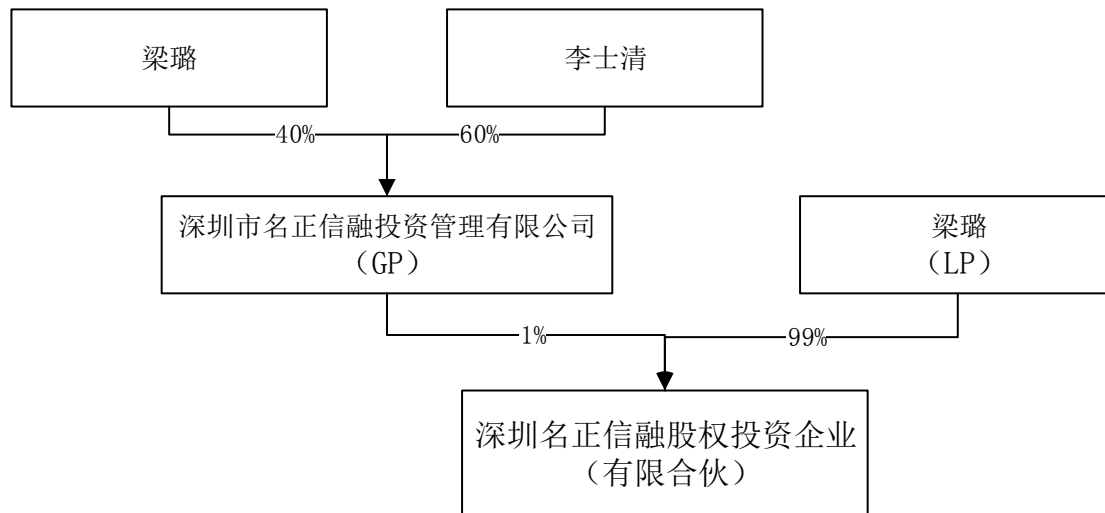 梁璐
李士清
40%
60%
深圳市名正信融投资管理有限公司
（GP）
梁璐
（LP）
1%
99%
深圳名正信融股权投资企业
（有限合伙）